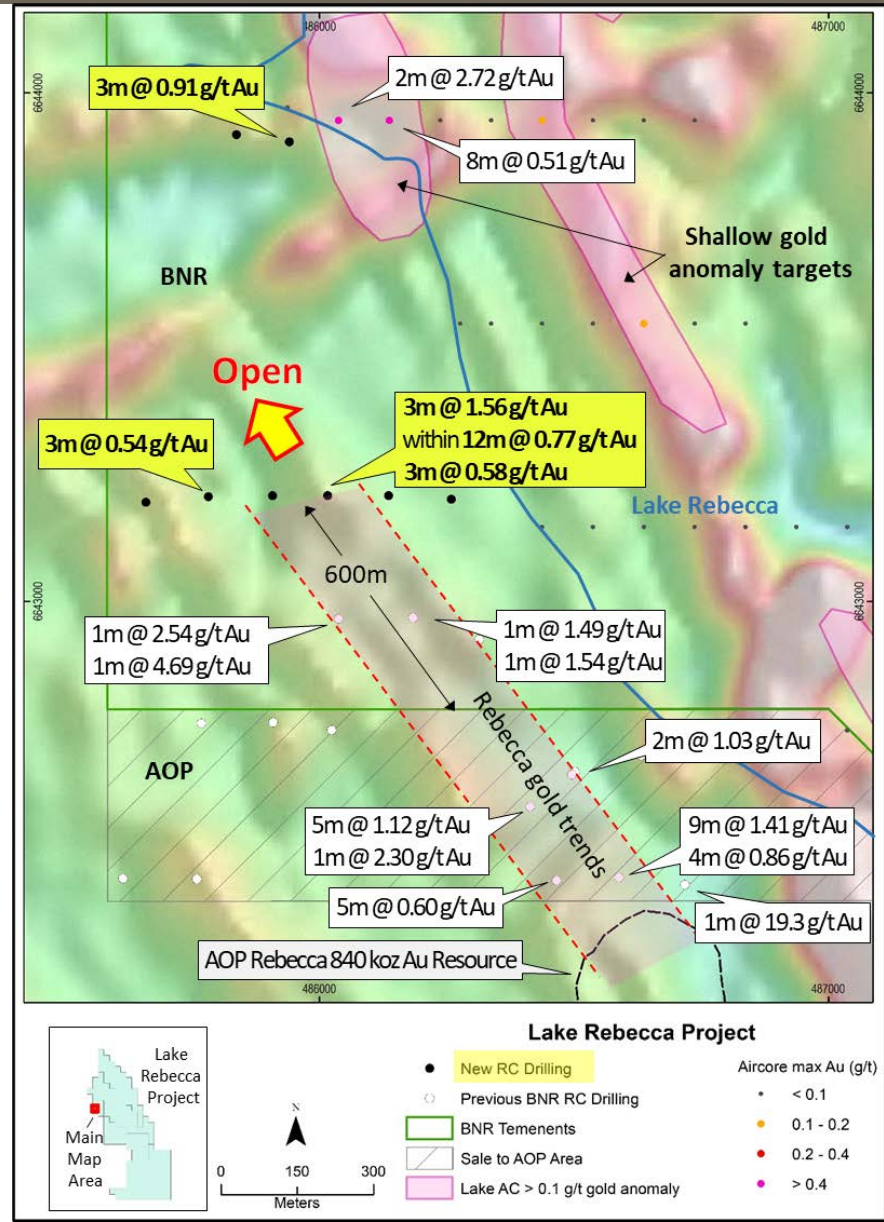 486000
487000
6644000
6644000
3m @ 0.91 g/t Au
2m @ 2.72 g/t Au
8m @ 0.51 g/t Au
Shallow gold
anomaly targets
BNR
Open
3m @ 1.56 g/t Au
within 12m @ 0.77 g/t Au
3m @ 0.58 g/t Au
3m @ 0.54 g/t Au
Lake Rebecca
600m
6643000
6643000
1m @ 2.54 g/t Au
1m @ 4.69 g/t Au
1m @ 1.49 g/t Au
1m @ 1.54 g/t Au
Rebecca gold trends
2m @ 1.03 g/t Au
AOP
5m @ 1.12 g/t Au
1m @ 2.30 g/t Au
9m @ 1.41 g/t Au
4m @ 0.86 g/t Au
5m @ 0.60 g/t Au
1m @ 19.3 g/t Au
AOP Rebecca 840 koz Au Resource
486000
487000
Lake
Rebecca
Project
Main
Map
Area
N
0 150 300
Meters
Lake Rebecca Project
New RC Drilling
Previous BNR RC Drilling
BNR Temenents
Sale to AOP Area
Lake AC > 0.1 g/t gold anomaly
Aircore max Au (g/t)
< 0.1
0.1 - 0.2
0.2 - 0.4
> 0.4